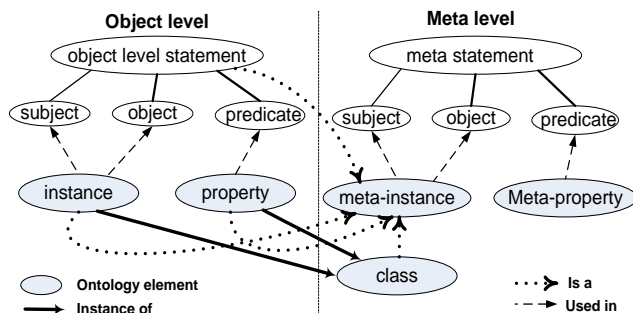 Object level
Meta level
object level statement
meta statement
subject
object
predicate
subject
object
predicate
instance
property
meta-instance
Meta-property
class
Ontology element
Instance of
Is a
Used in